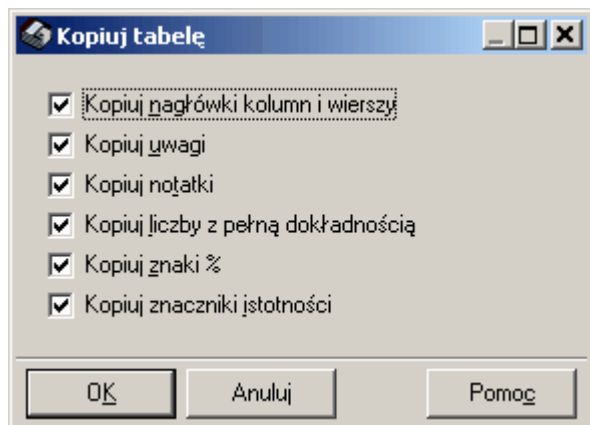 Kopiuj tabelę
Kopiuj nagłówki kolumn i wierszy
Kopiuj uwagi
Kopiuj notatki
Kopiuj liczby z pełną dokładnością
Kopiuj znaki %
Kopiuj znaczniki istotności
OK Anuluj Pomoc